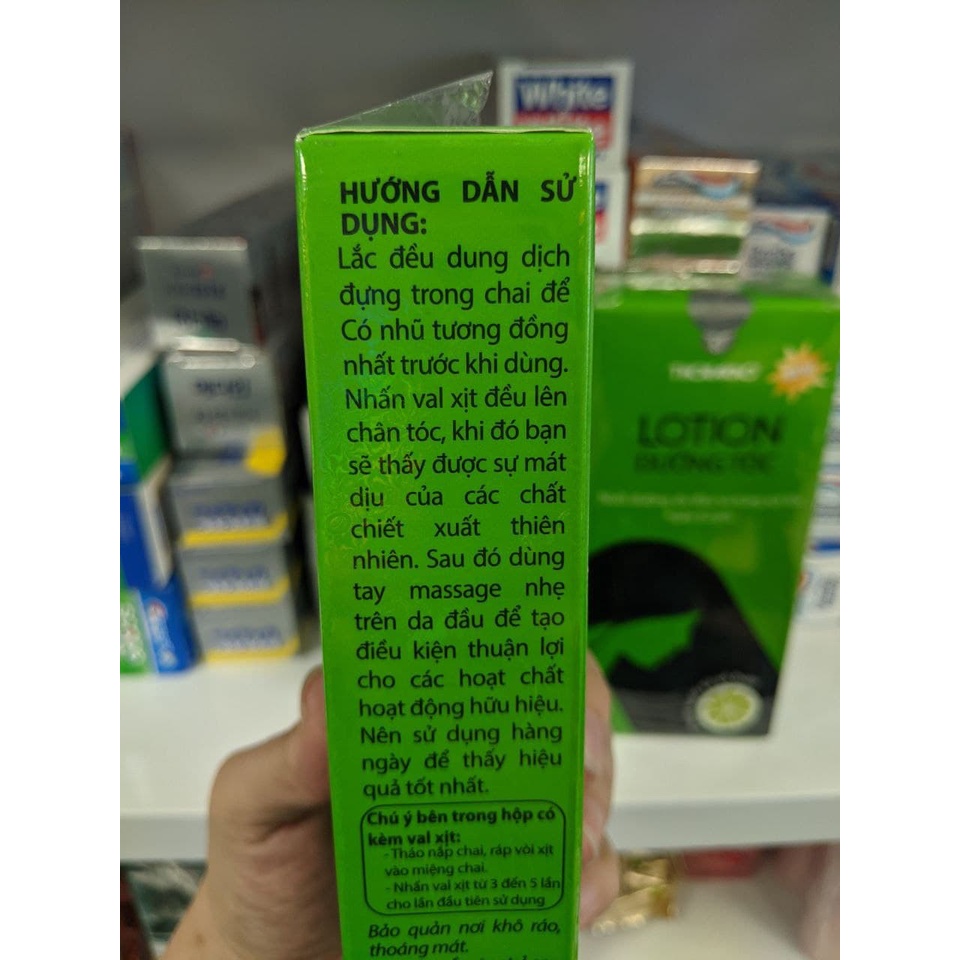 HƯỚNG DẪN SỬ
DỤNG:
Lắc đều dung dịch
đựng trong chai để
Có nhũ tương đồng
nhất trước khi dùng.
Nhấn val xịt đều lên
chân tóc, khi đó bạn
sẽ thấy được sự mát
dịu của các chất
chiết xuất thiên
nhiên. Sau đó dùng
tay massage nhẹ
trên da đầu để tạo
điều kiện thuận lợi
cho các hoạt chất
hoạt động hữu hiệu.
Nên sử dụng hàng
ngày để thấy hiệu
quả tốt nhất.
Chú ý bên trong hộp có
kèm val xịt:
- Tháo nắp chai, ráp vòi xịt
vào miệng chai.
- Nhấn val xịt từ 3 đến 5 lần
cho lần đầu tiên sử dụng
Bảo quản nơi khô ráo,
thoáng mát.
White
LOTION
DƯỠNG TÓC